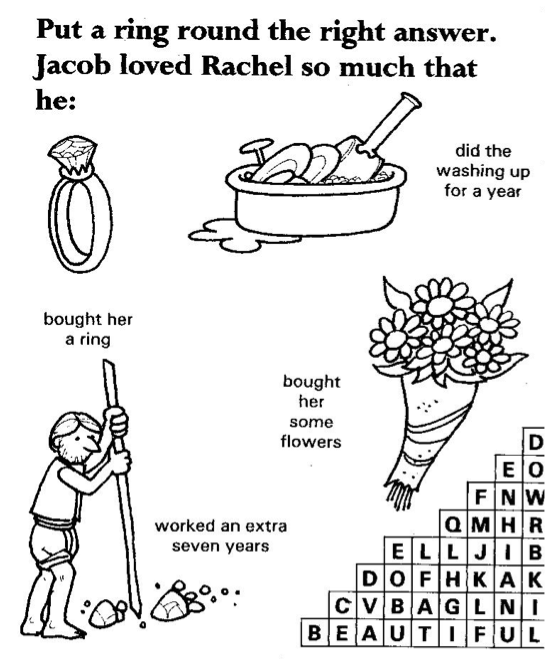 Put a ring round the right answer.
Jacob loved Rachel so much that
he:
did the
washing up
for a year
bought her
a ring
bought
her
some
flowers
worked an extra
seven years
D
E O
F N W
Q M H R
E L L J I B
D O F H K A K
C V B A G L N I
B E A U T I F U L